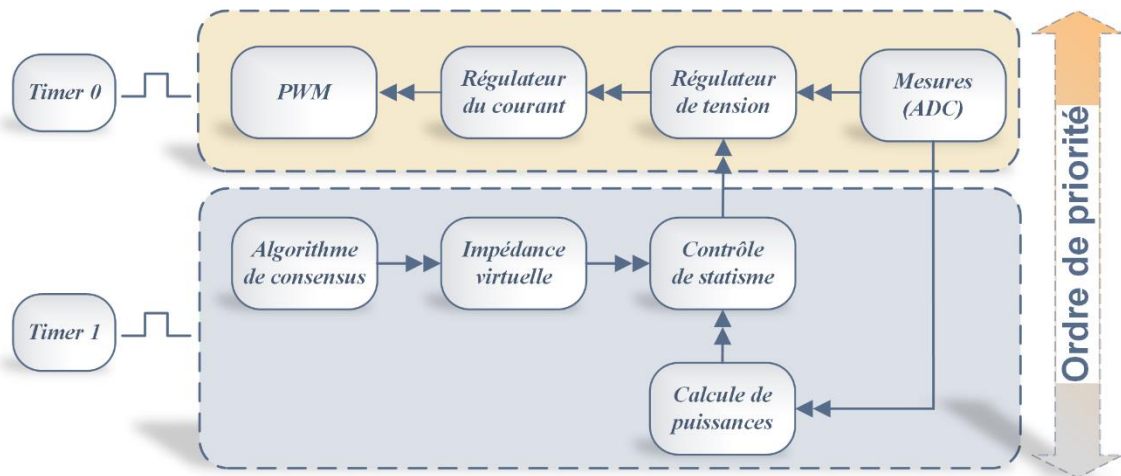 Timer 0
PWM
Régulateur
du courant
Régulateur
de tension
Mesures
(ADC)
Algorithme
de consensus
Impédance
virtuelle
Contrôle
de statisme
Timer 1
Calcule de
puissances
Ordre de priorité